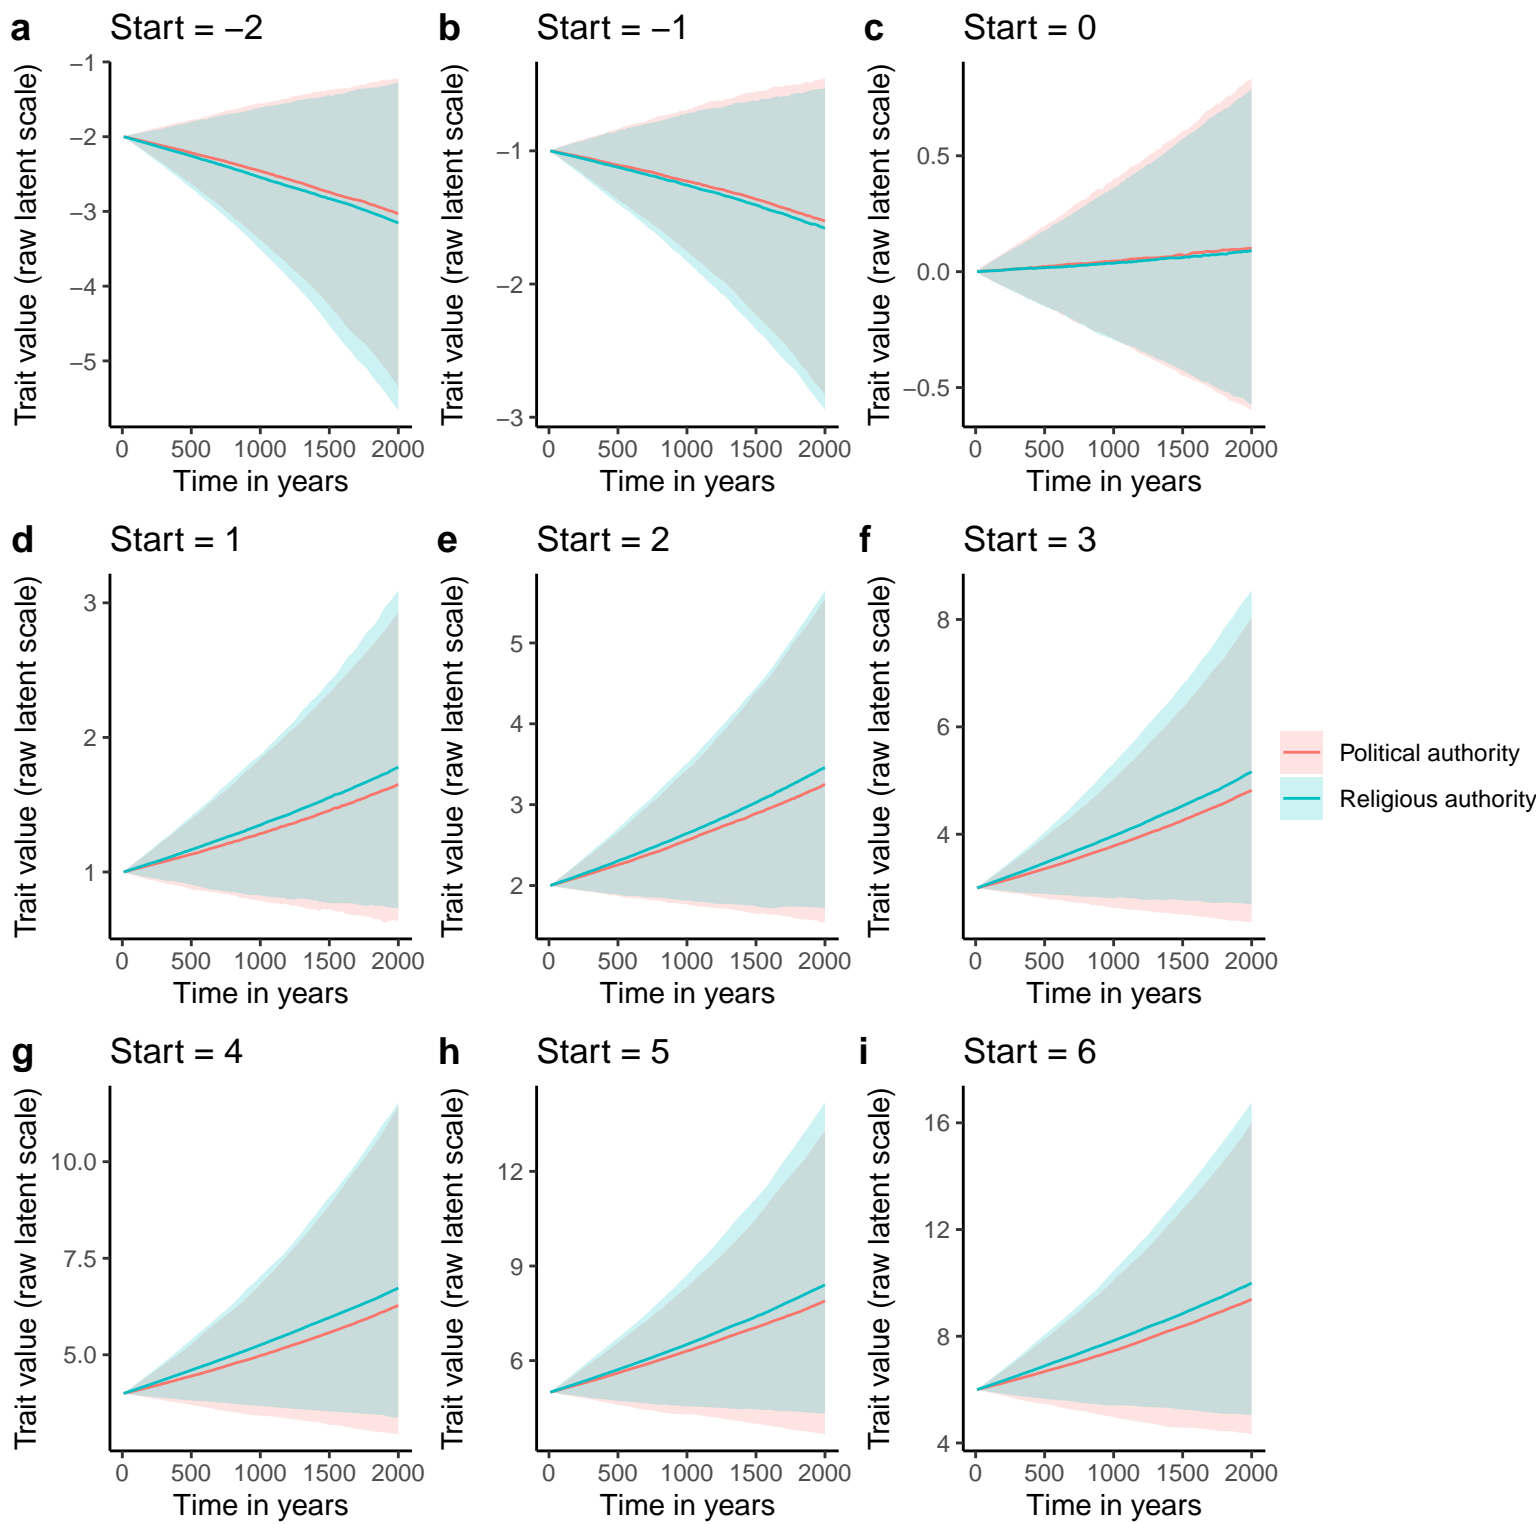 a Start = −2
Trait value (raw latent scale)
−1
−2
−3
−4
−5
0 500 1000 1500 2000
Time in years
b Start = −1
Trait value (raw latent scale)
−1
−2
−3
0 500 1000 1500 2000
Time in years
c Start = 0
Trait value (raw latent scale)
0.5
0.0
−0.5
0 500 1000 1500 2000
Time in years
d Start = 1
Trait value (raw latent scale)
3
2
1
0 500 1000 1500 2000
Time in years
e Start = 2
Trait value (raw latent scale)
5
4
3
2
0 500 1000 1500 2000
Time in years
f Start = 3
Trait value (raw latent scale)
8
6
4
0 500 1000 1500 2000
Time in years
Political authority
Religious authority
g Start = 4
Trait value (raw latent scale)
10.0
7.5
5.0
0 500 1000 1500 2000
Time in years
h Start = 5
Trait value (raw latent scale)
12
9
6
0 500 1000 1500 2000
Time in years
i Start = 6
Trait value (raw latent scale)
16
12
8
4
0 500 1000 1500 2000
Time in years